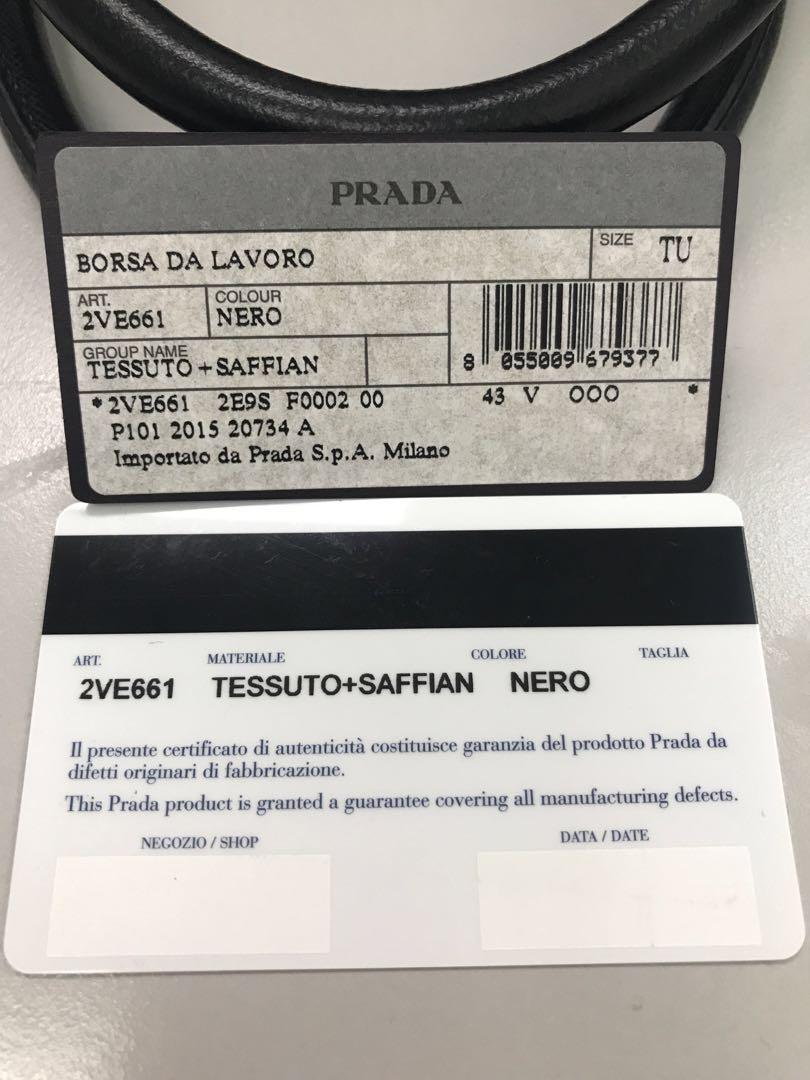 PRADA
BORSA DA LAVORO
SIZE TU
ART. COLOUR
2VE661 NERO
GROUP NAME
TESSUTO+SAFFIAN
8 055009 679377
*2VE661 2E9S F0002 00 43 V 000 *
P101 2015 20734 A
Importato da Prada S.p.A. Milano
ART. MATERIALE COLORE TAGLIA
2VE661 TESSUTO+SAFFIAN NERO
Il presente certificato di autenticità costituisce garanzia del prodotto Prada da
difetti originari di fabbricazione.
This Prada product is granted a guarantee covering all manufacturing defects.
NEGOZIO / SHOP DATA / DATE